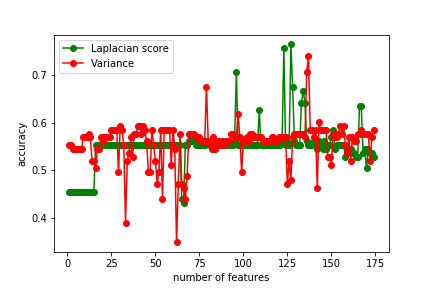 Laplacian score
Variance
0.7
0.6
0.5
0.4
accuracy
0 25 50 75 100 125 150 175
number of features